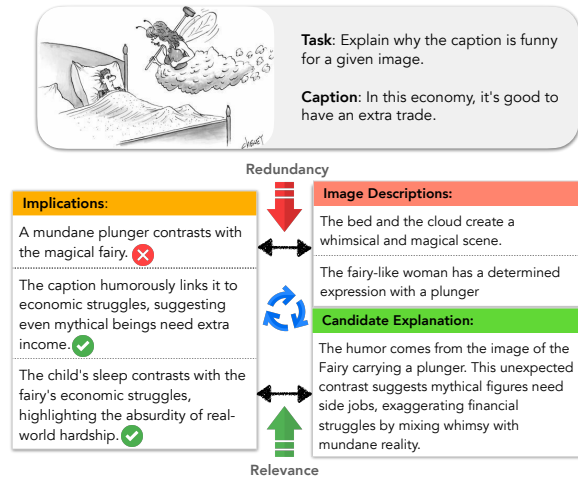 Task: Explain why the caption is funny
for a given image.
Caption: In this economy, it's good to
have an extra trade.
Redundancy
Implications:
A mundane plunger contrasts with
the magical fairy.
The caption humorously links it to
economic struggles, suggesting
even mythical beings need extra
income.
The child's sleep contrasts with the
fairy's economic struggles,
highlighting the absurdity of real-
world hardship.
Image Descriptions:
The bed and the cloud create a
whimsical and magical scene.
The fairy-like woman has a determined
expression with a plunger
Candidate Explanation:
The humor comes from the image of the
Fairy carrying a plunger. This unexpected
contrast suggests mythical figures need
side jobs, exaggerating financial
struggles by mixing whimsy with
mundane reality.
Relevance